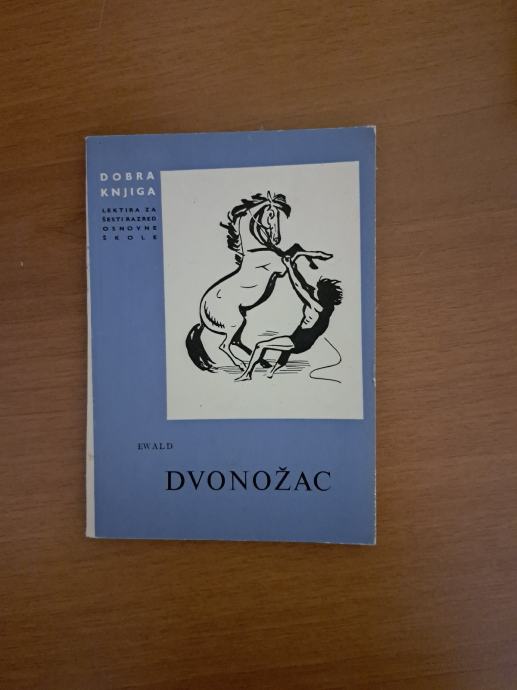 DOBRA
KNJIGA
LEKTIRA ZA
ŠESTI RAZRED
OSNOVNE
ŠKOLE
EWALD
DVONOŽAC